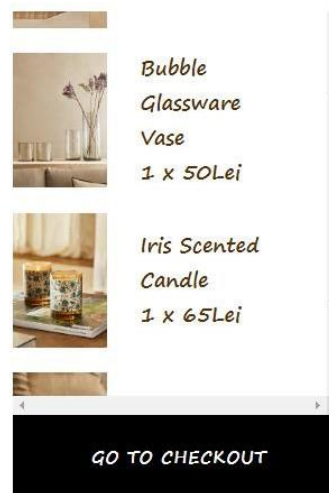 Bubble
Glassware
Vase
1 x 50Lei
Iris Scented
Candle
1 x 65Lei
GO TO CHECKOUT